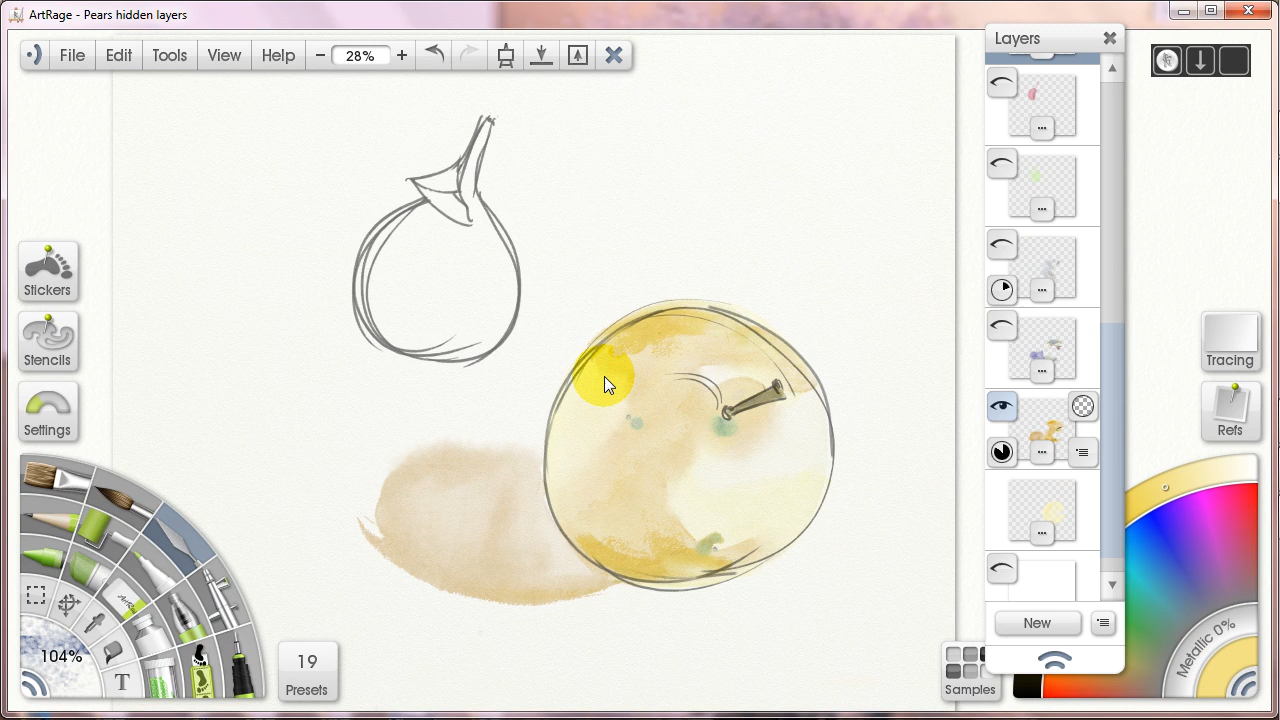 ArtRage - Pears hidden layers
File Edit Tools View Help − 28% +
Layers
Stickers
Stencils
Settings
Tracing
Refs
New
104%
T
19
Presets
Samples
Metallic 0%